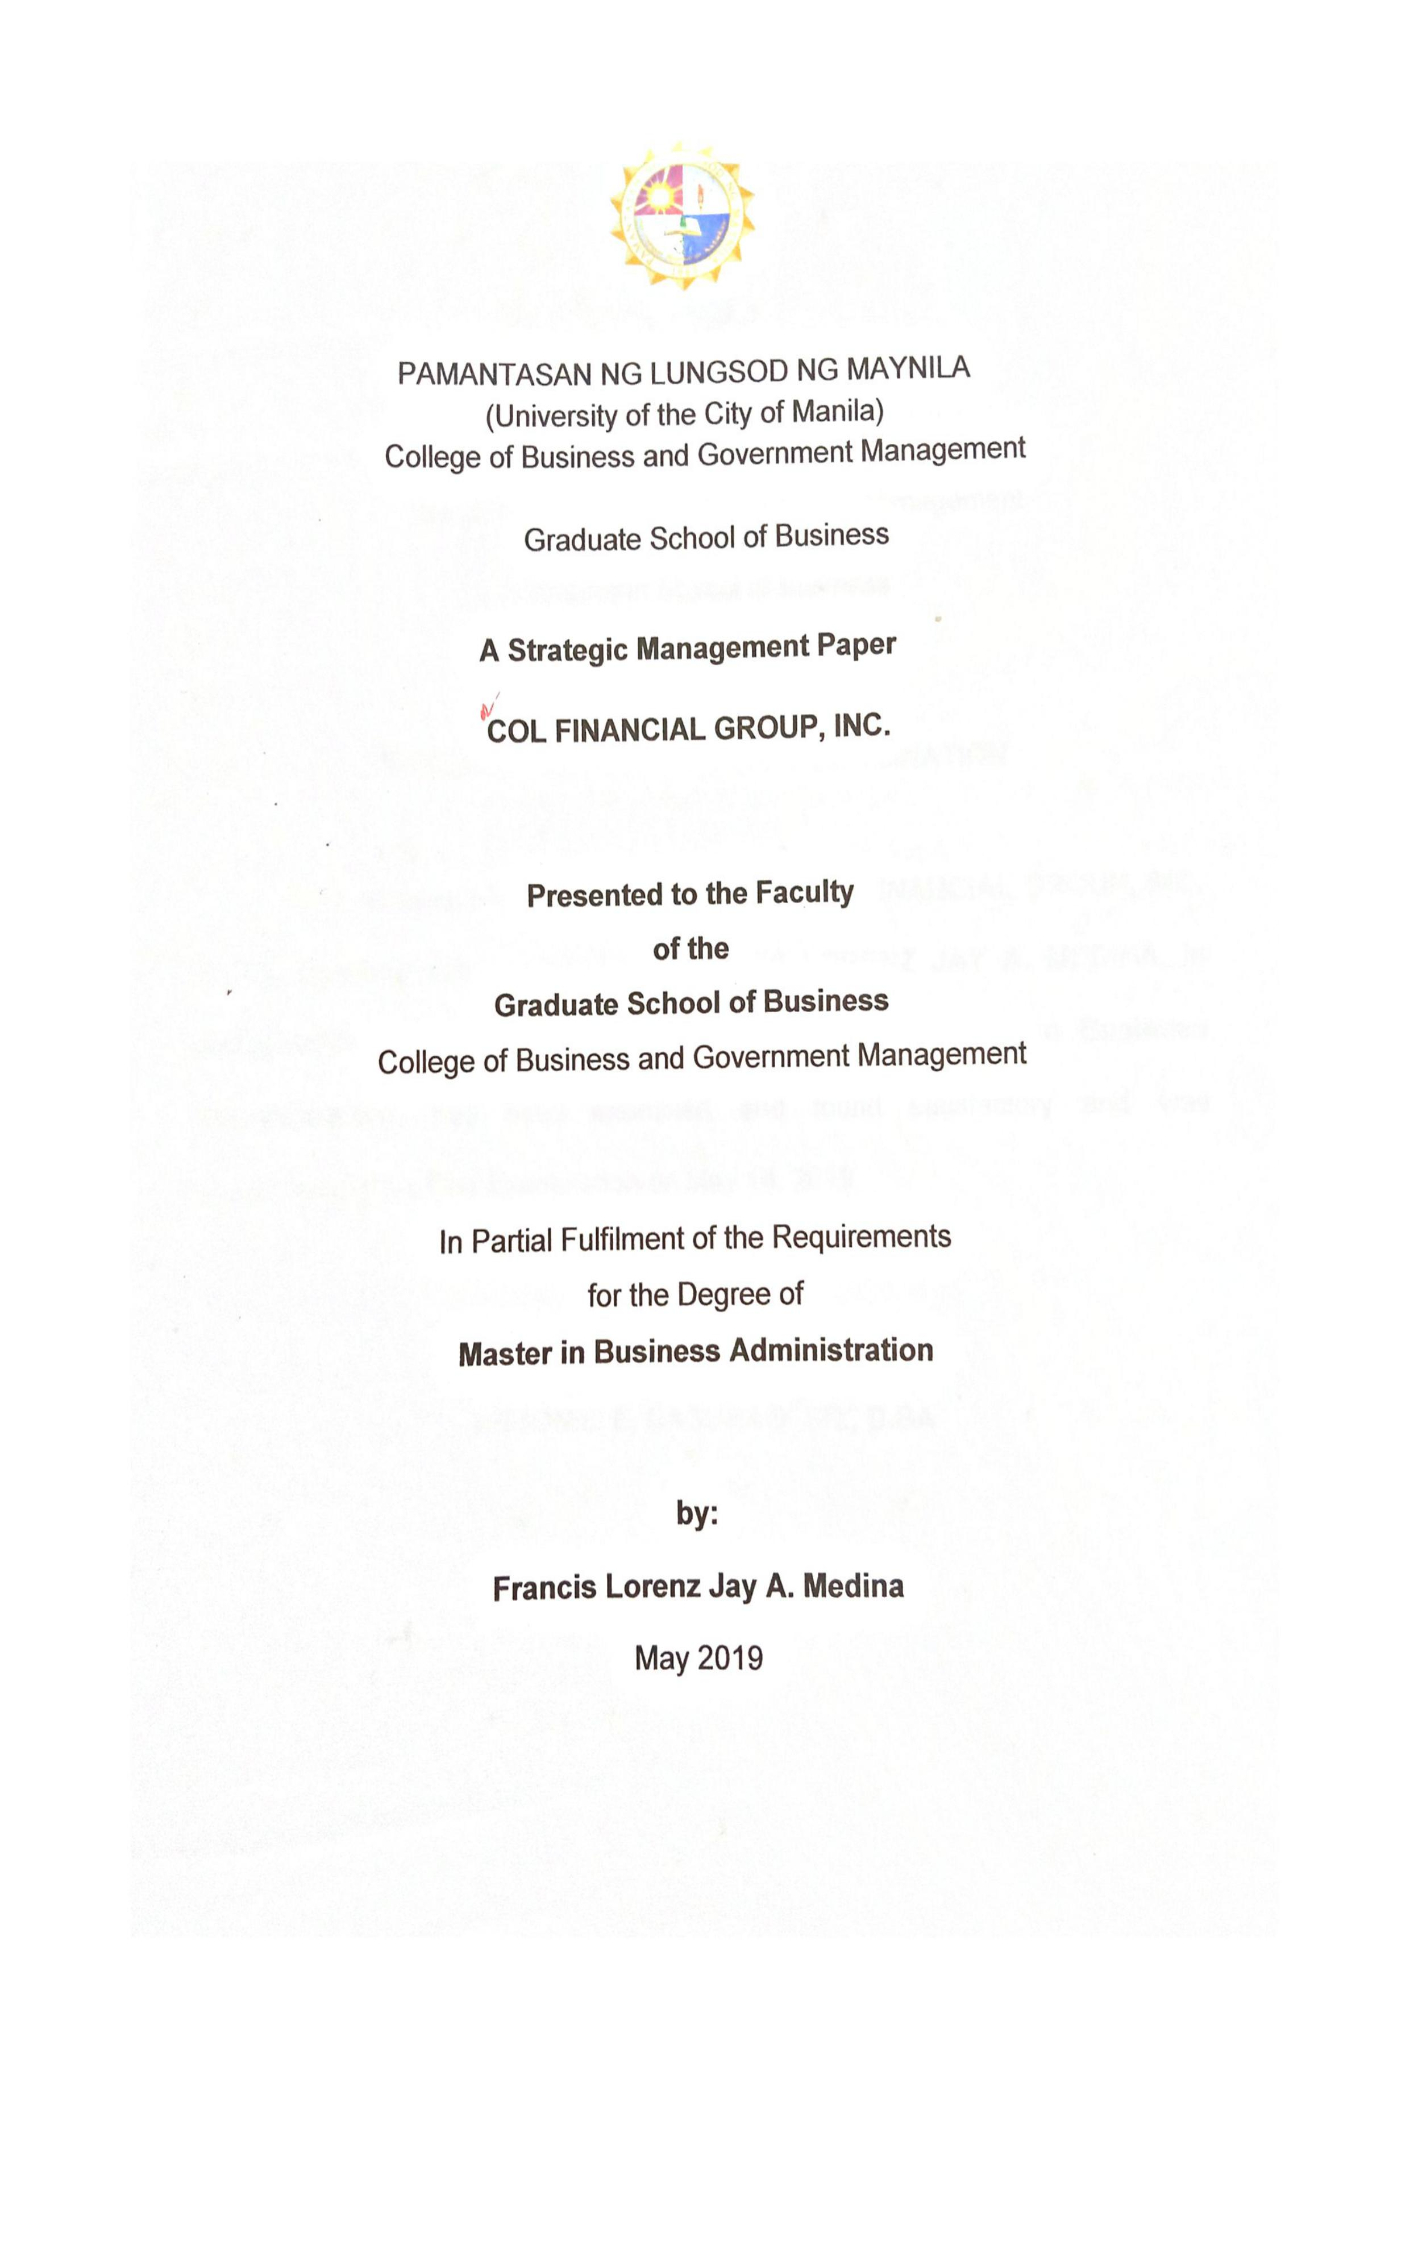 PAMANTASAN NG LUNGSOD NG MAYNILA
(University of the City of Manila)
College of Business and Government Management
Graduate School of Business
A Strategic Management Paper
COL FINANCIAL GROUP, INC.
Presented to the Faculty
of the
Graduate School of Business
College of Business and Government Management
In Partial Fulfilment of the Requirements
for the Degree of
Master in Business Administration
by:
Francis Lorenz Jay A. Medina
May 2019